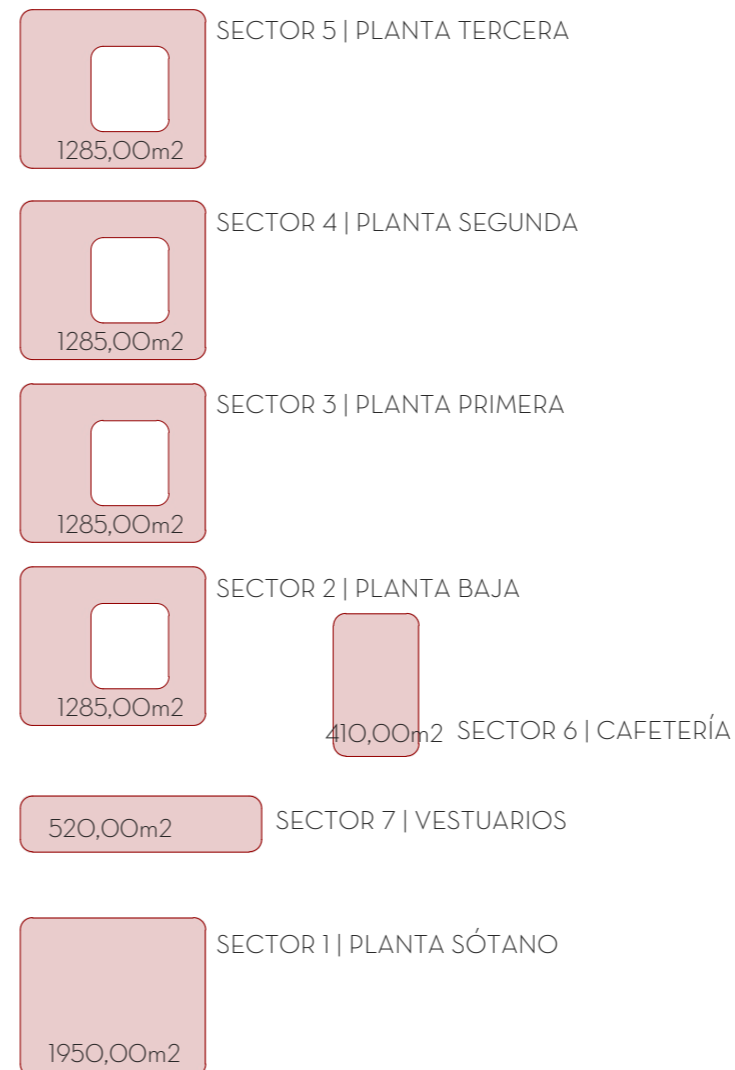 SECTOR 5 | PLANTA TERCERA
1285,00m2
SECTOR 4 | PLANTA SEGUNDA
1285,00m2
SECTOR 3 | PLANTA PRIMERA
1285,00m2
SECTOR 2 | PLANTA BAJA
1285,00m2
410,00m2 SECTOR 6 | CAFETERÍA
520,00m2 SECTOR 7 | VESTUARIOS
SECTOR 1 | PLANTA SÓTANO
1950,00m2